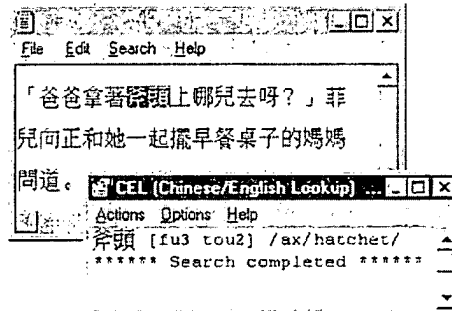 File Edit Search Help
「爸爸拿著斧頭上哪兒去呀？」菲
兒向正和她一起擺早餐桌子的媽媽
問道。
CEL (Chinese/English Lookup) ...
Actions Options Help
斧頭 [fu3 tou2] /ax/hatchet/
****** Search completed ******